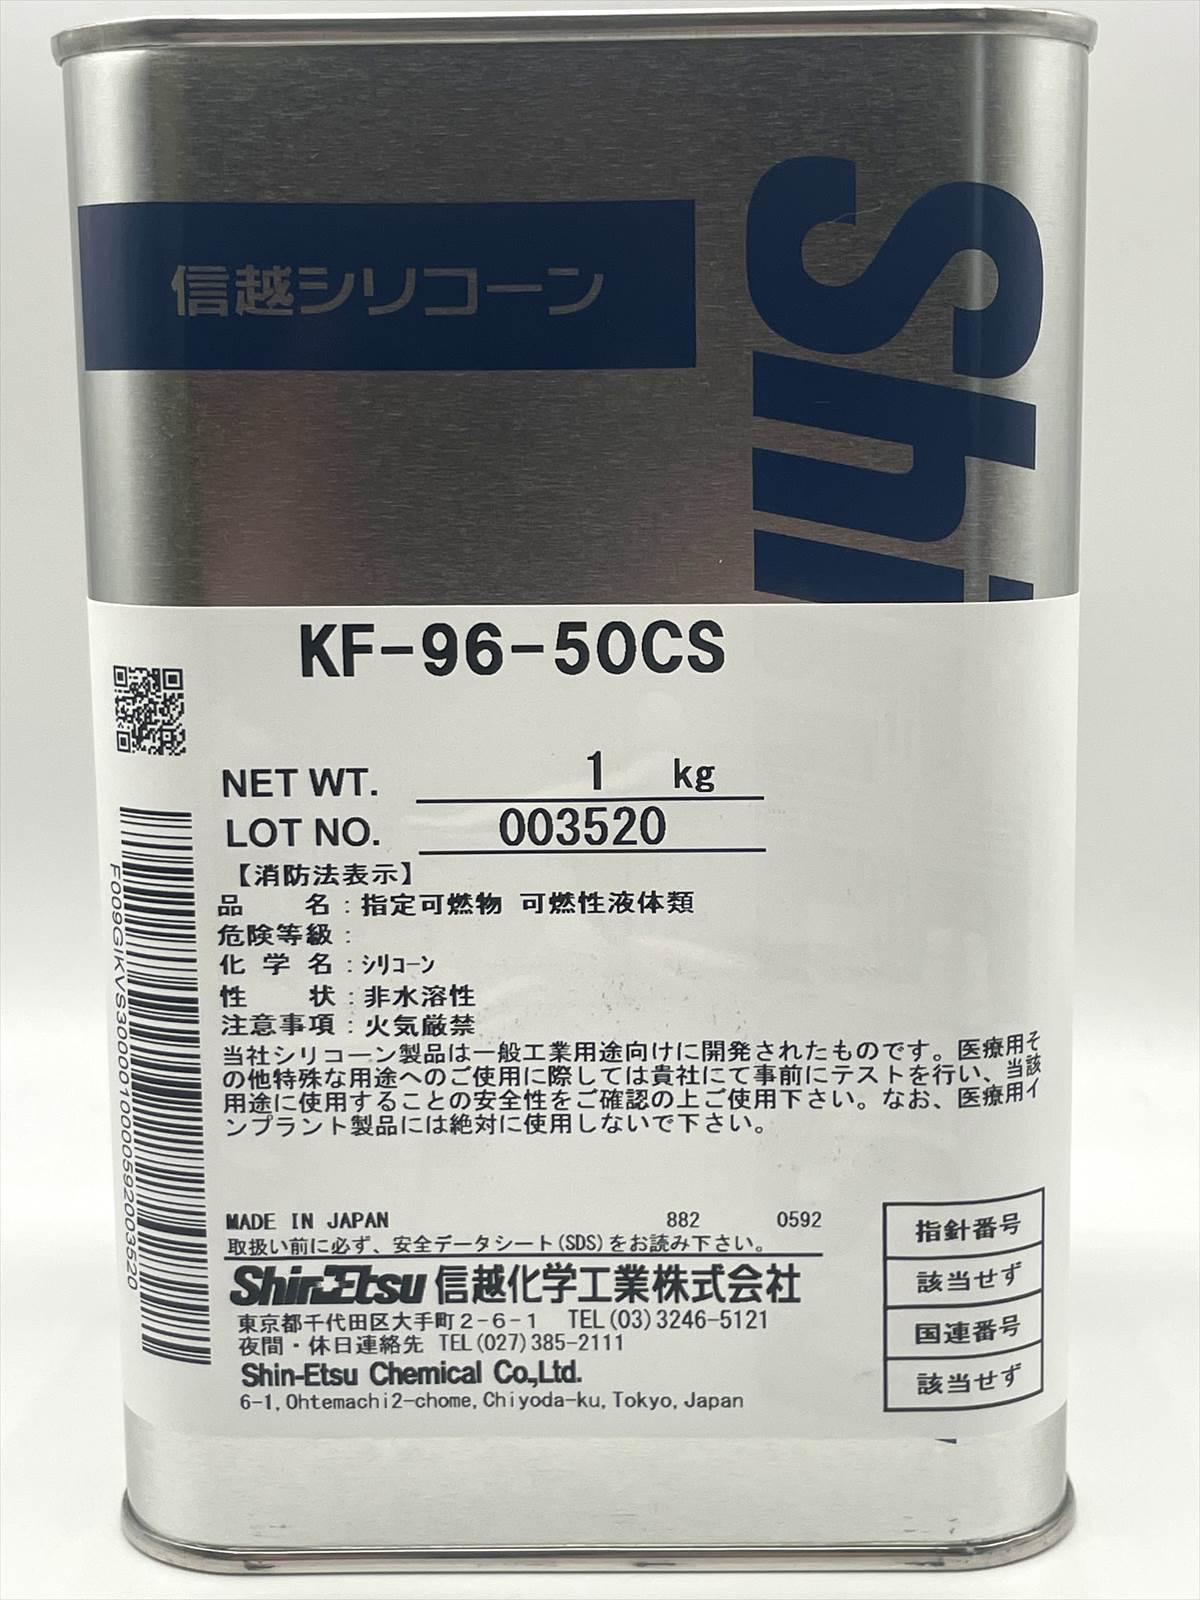 信越シリコーン
Shi
KF-96-50CS
NET WT. 1 kg
LOT NO. 003520
【消防法表示】
品 名：指定可燃物 可燃性液体類
危険等級：
化 学 名：ｼﾘｺｰﾝ
性 状：非水溶性
注意事項：火気厳禁
当社シリコーン製品は一般工業用途向けに開発されたものです。医療用そ
の他特殊な用途へのご使用に際しては貴社にて事前にテストを行い、当該
用途に使用することの安全性をご確認の上ご使用下さい。なお、医療用イ
ンプラント製品には絶対に使用しないで下さい。
F009GIKVS3000010000592003520
MADE IN JAPAN 882 0592
取扱い前に必ず、安全データシート(SDS)をお読み下さい。
ShinEtsu 信越化学工業株式会社
東京都千代田区大手町２-６-１ TEL(03)3246-5121
夜間・休日連絡先 TEL(027)385-2111
Shin-Etsu Chemical Co.,Ltd.
6-1,Ohtemachi2-chome,Chiyoda-ku,Tokyo,Japan
指針番号
該当せず
国連番号
該当せず